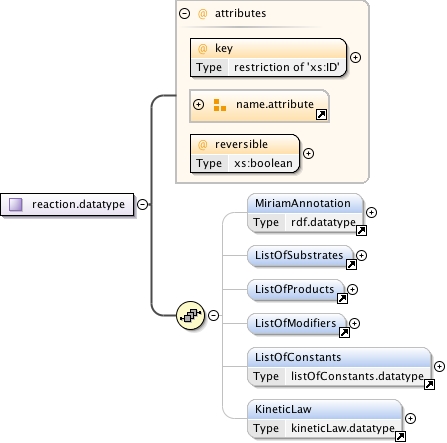 @ attributes
@ key
Type restriction of 'xs:ID'
name.attribute
@ reversible
Type xs:boolean
reaction.datatype
MiriamAnnotation
Type rdf.datatype
ListOfSubstrates
ListOfProducts
ListOfModifiers
ListOfConstants
Type listOfConstants.datatype
KineticLaw
Type kineticLaw.datatype